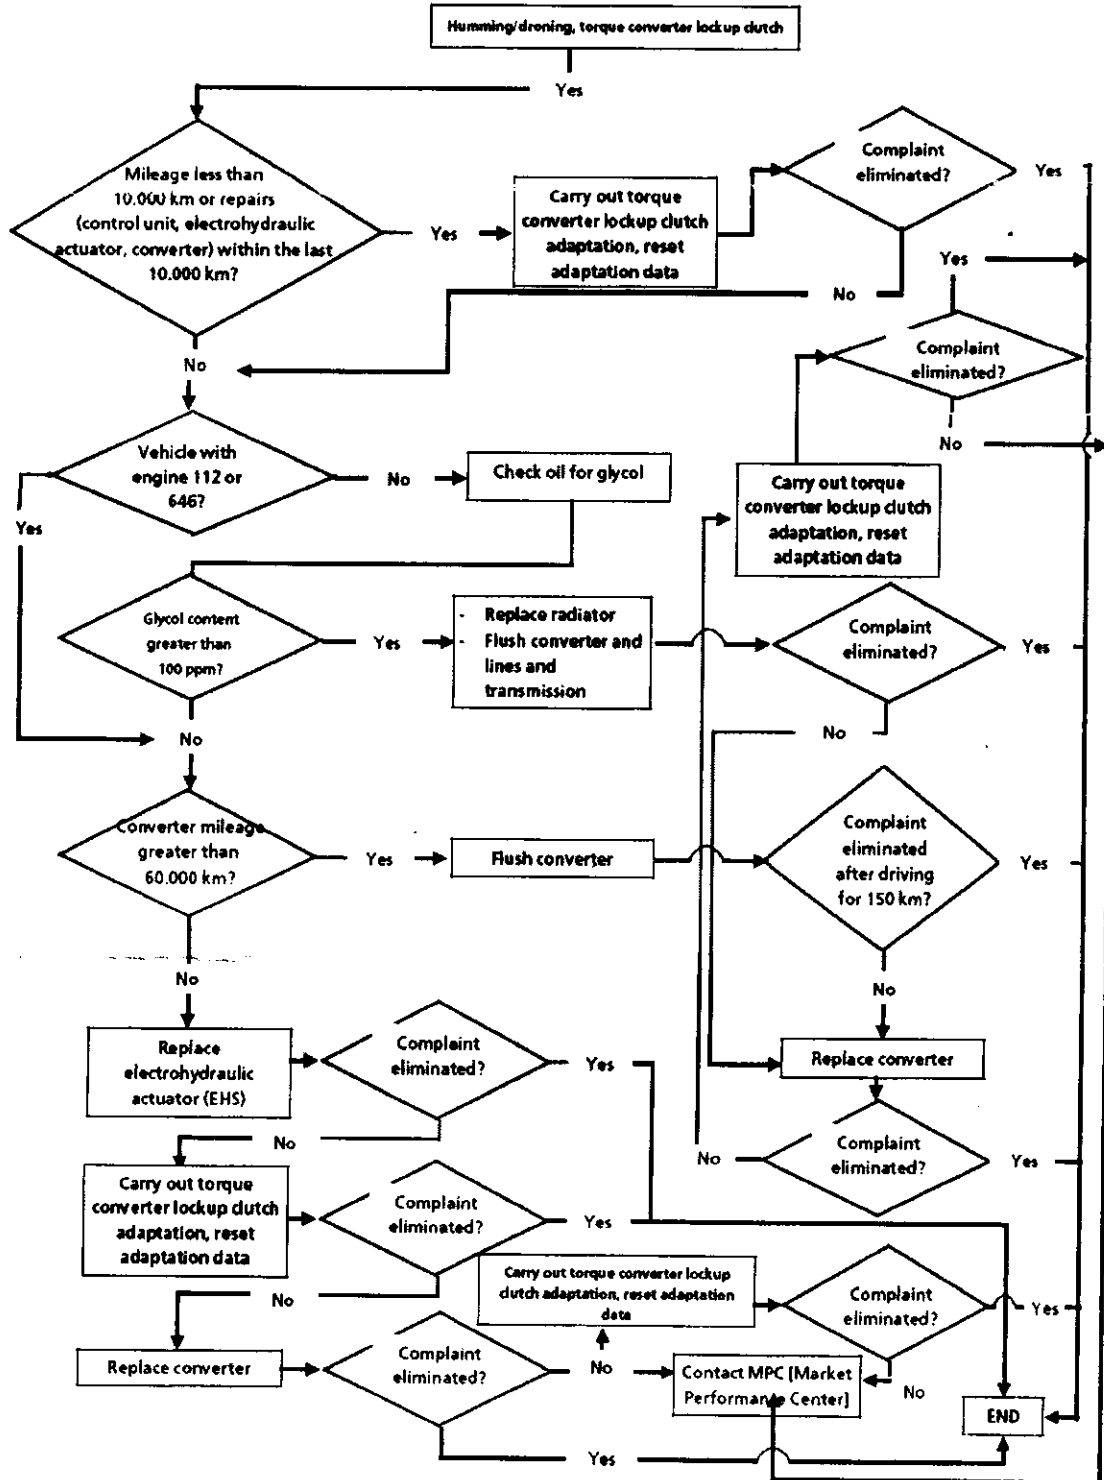 Humming/droning, torque converter lockup clutch
Yes
Mileage less than
10.000 km or repairs
(control unit, electrohydraulic
actuator, converter) within the last
10.000 km?
Yes
Carry out torque
converter lockup clutch
adaptation, reset
adaptation data
Complaint
eliminated?
Yes
No
No
Yes
Complaint
eliminated?
No
Vehicle with
engine 112 or
646?
No
Check oil for glycol
Yes
Carry out torque
converter lockup clutch
adaptation, reset
adaptation data
Glycol content
greater than
100 ppm?
Yes
- Replace radiator
- Flush converter and
lines and
transmission
Complaint
eliminated?
Yes
No
No
Converter mileage
greater than
60.000 km?
Yes
Flush converter
Complaint
eliminated
after driving
for 150 km?
Yes
No
No
Replace
electrohydraulic
actuator (EHS)
Complaint
eliminated?
Yes
Replace converter
No
No
Complaint
eliminated?
Yes
Carry out torque
converter lockup clutch
adaptation, reset
adaptation data
Complaint
eliminated?
Yes
No
Carry out torque converter lockup
clutch adaptation, reset adaptation
data
Complaint
eliminated?
Yes
Replace converter
Complaint
eliminated?
No
Contact MPC [Market
Performance Center]
No
END
Yes